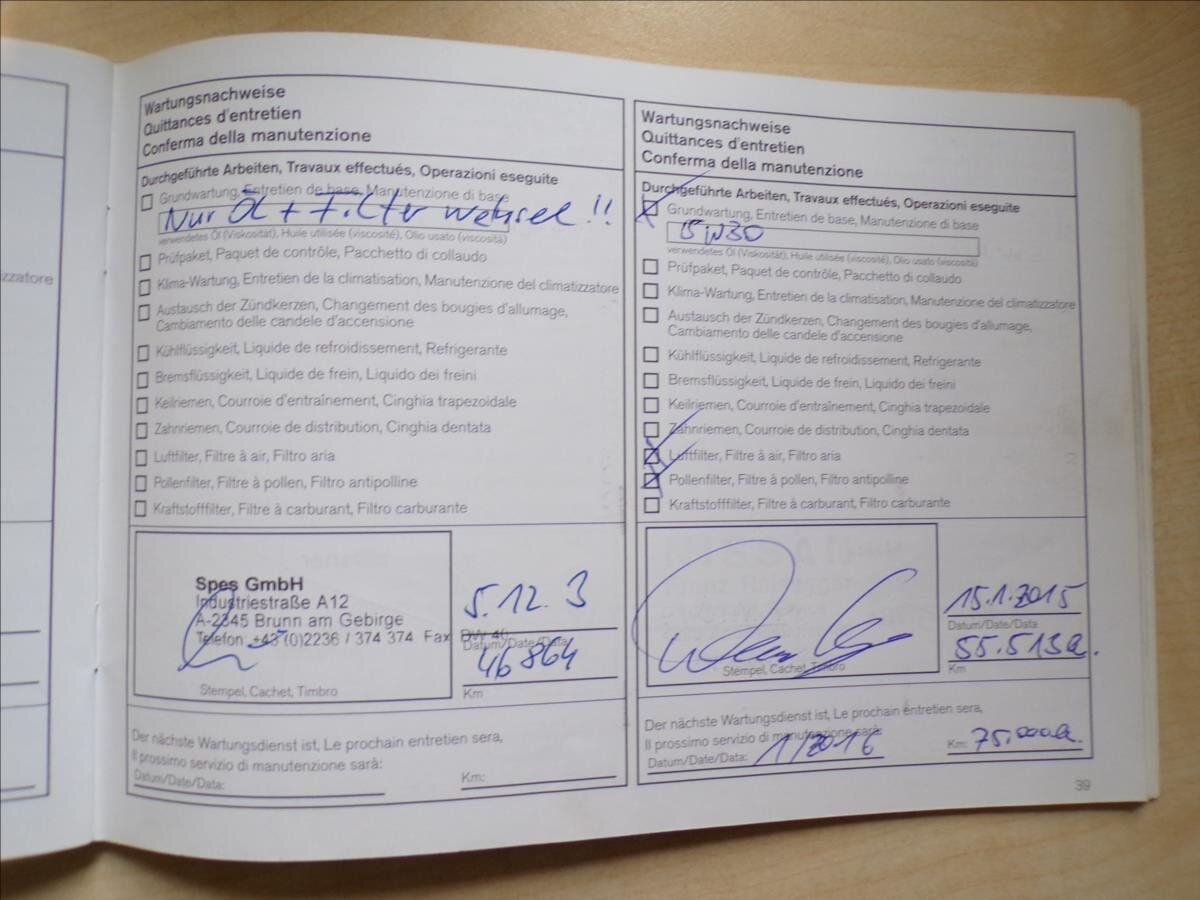 zzatore
Wartungsnachweise
Quittances d'entretien
Conferma della manutenzione
Durchgeführte Arbeiten, Travaux effectués, Operazioni eseguite
Grundwartung, Entretien de base, Manutenzione di base
Nur Öl + Filter wechsel !!
verwendetes Öl (Viskosität), Huile utilisée (viscosité), Olio usato (viscosità)
Prüfpaket, Paquet de contrôle, Pacchetto di collaudo
Klima-Wartung, Entretien de la climatisation, Manutenzione del climatizzatore
Austausch der Zündkerzen, Changement des bougies d'allumage,
Cambiamento delle candele d'accensione
Kühlflüssigkeit, Liquide de refroidissement, Refrigerante
Bremsflüssigkeit, Liquide de frein, Liquido dei freini
Keilriemen, Courroie d'entraînement, Cinghia trapezoidale
Zahnriemen, Courroie de distribution, Cinghia dentata
Luftfilter, Filtre à air, Filtro aria
Pollenfilter, Filtre à pollen, Filtro antipolline
Kraftstofffilter, Filtre à carburant, Filtro carburante
Spes GmbH
Industriestraße A12
A-2345 Brunn am Gebirge
Telefon: +43 (0)2236 / 374 374 Fax
5.12.3
Datum/Date/Data
46864
Km
Stempel, Cachet, Timbro
Der nächste Wartungsdienst ist, Le prochain entretien sera,
Il prossimo servizio di manutenzione sarà:
Datum/Date/Data:
Km:
Wartungsnachweise
Quittances d'entretien
Conferma della manutenzione
Durchgeführte Arbeiten, Travaux effectués, Operazioni eseguite
Grundwartung, Entretien de base, Manutenzione di base
5W30
verwendetes Öl (Viskosität), Huile utilisée (viscosité), Olio usato (viscosità)
Prüfpaket, Paquet de contrôle, Pacchetto di collaudo
Klima-Wartung, Entretien de la climatisation, Manutenzione del climatizzatore
Austausch der Zündkerzen, Changement des bougies d'allumage,
Cambiamento delle candele d'accensione
Kühlflüssigkeit, Liquide de refroidissement, Refrigerante
Bremsflüssigkeit, Liquide de frein, Liquido dei freini
Keilriemen, Courroie d'entraînement, Cinghia trapezoidale
Zahnriemen, Courroie de distribution, Cinghia dentata
Luftfilter, Filtre à air, Filtro aria
Pollenfilter, Filtre à pollen, Filtro antipolline
Kraftstofffilter, Filtre à carburant, Filtro carburante
15.1.2015
Datum/Date/Data
55.513
Km
Stempel, Cachet, Timbro
Der nächste Wartungsdienst ist, Le prochain entretien sera,
Il prossimo servizio di manutenzione sarà:
Datum/Date/Data: 1/2016
Km: 75.000
39